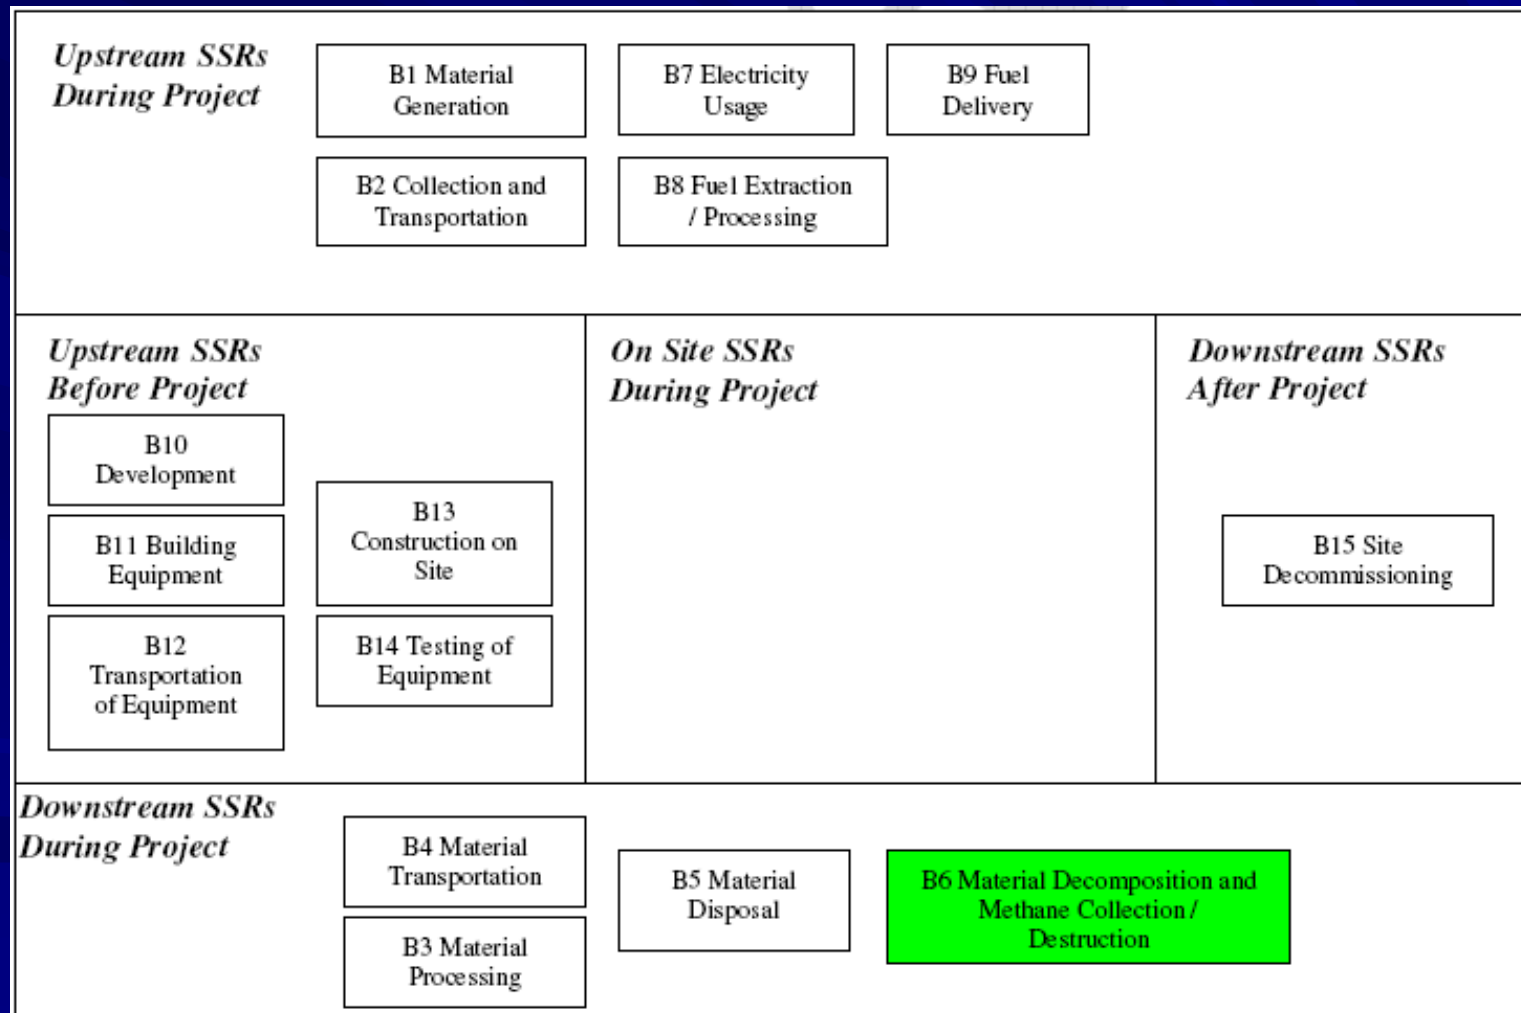 Upstream SSRs
During Project
B1 Material
Generation
B7 Electricity
Usage
B9 Fuel
Delivery
B2 Collection and
Transportation
B8 Fuel Extraction
/ Processing
Upstream SSRs
Before Project
B10
Development
B11 Building
Equipment
B12
Transportation
of Equipment
B13
Construction on
Site
B14 Testing of
Equipment
On Site SSRs
During Project
Downstream SSRs
After Project
B15 Site
Decommissioning
Downstream SSRs
During Project
B4 Material
Transportation
B3 Material
Processing
B5 Material
Disposal
B6 Material Decomposition and
Methane Collection /
Destruction